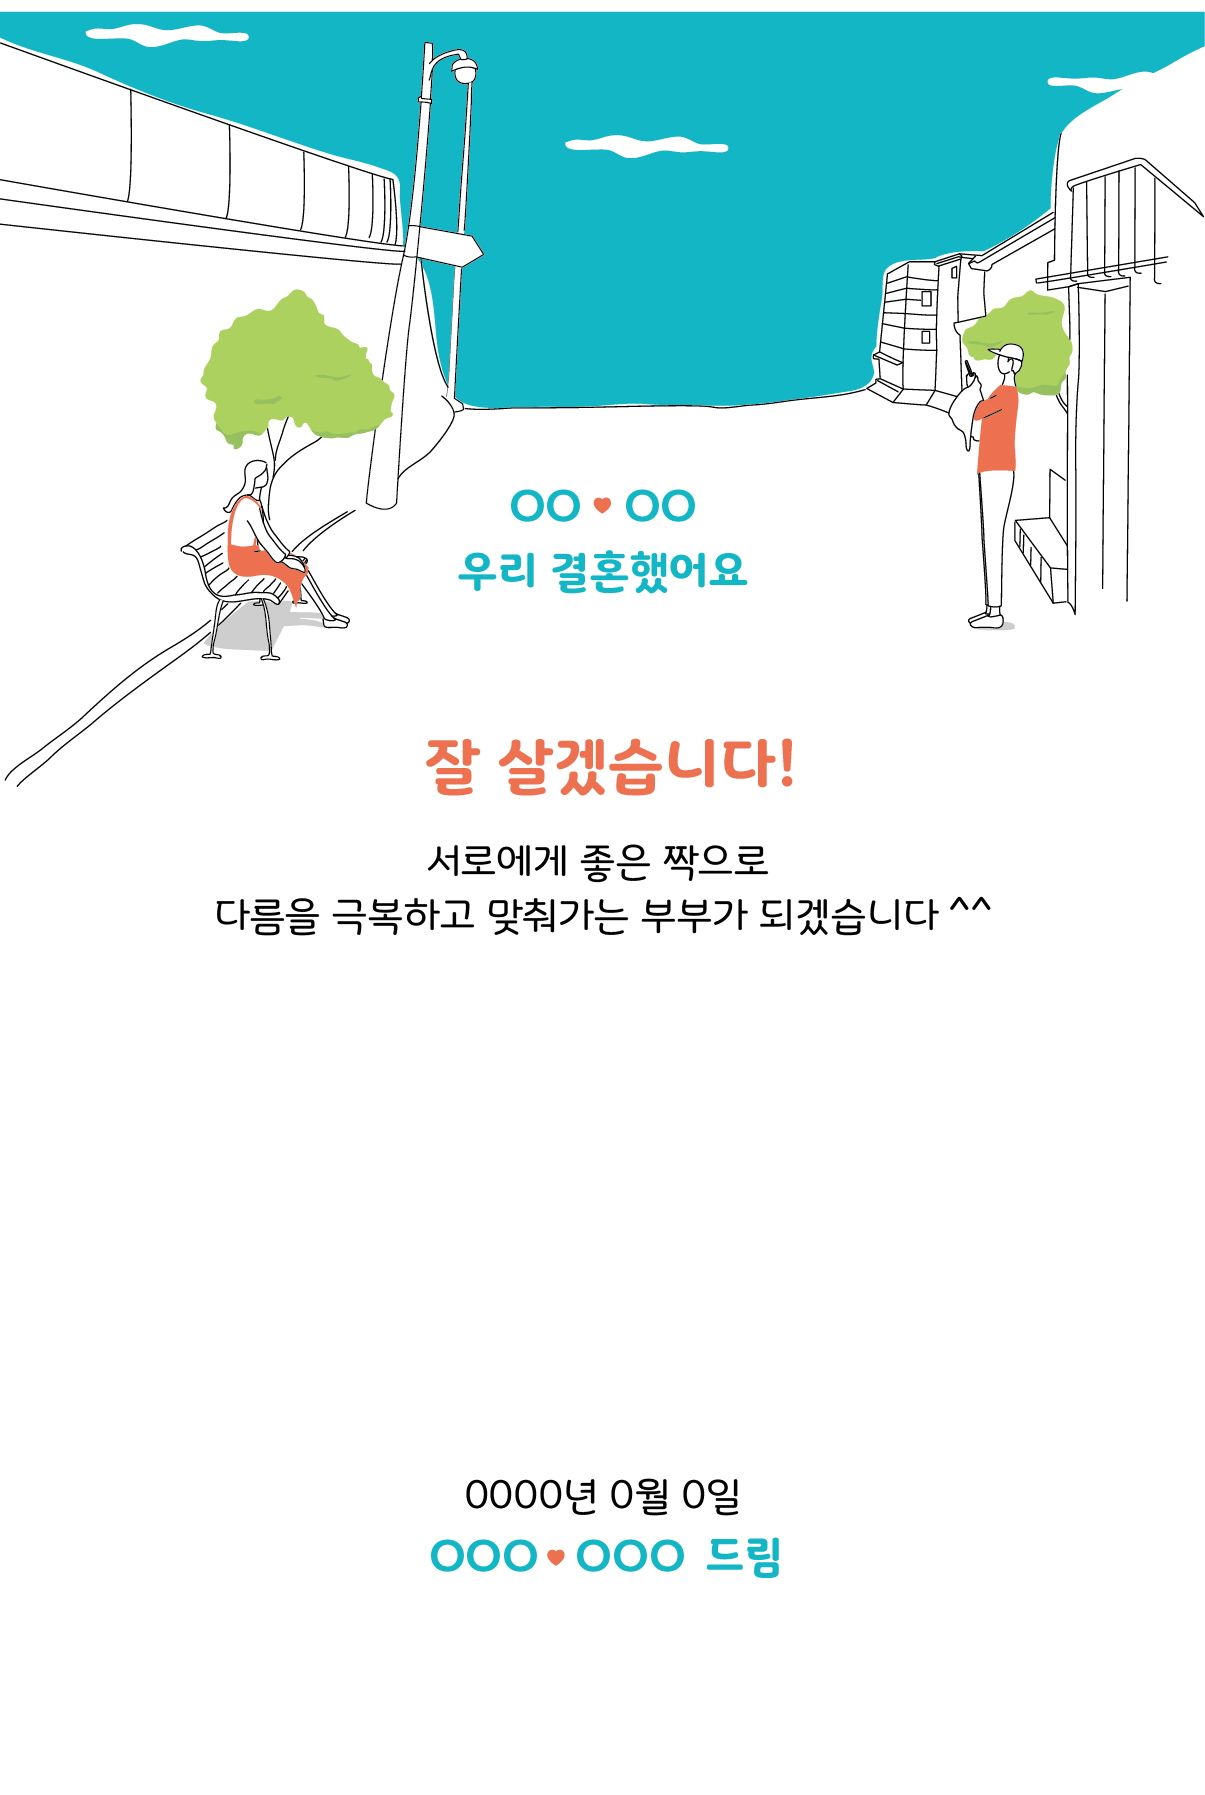 OO♥OO
우리 결혼했어요
잘 살겠습니다!
서로에게 좋은 짝으로
다름을 극복하고 맞춰가는 부부가 되겠습니다 ^^
0000년 0월 0일
OOO♥OOO 드림